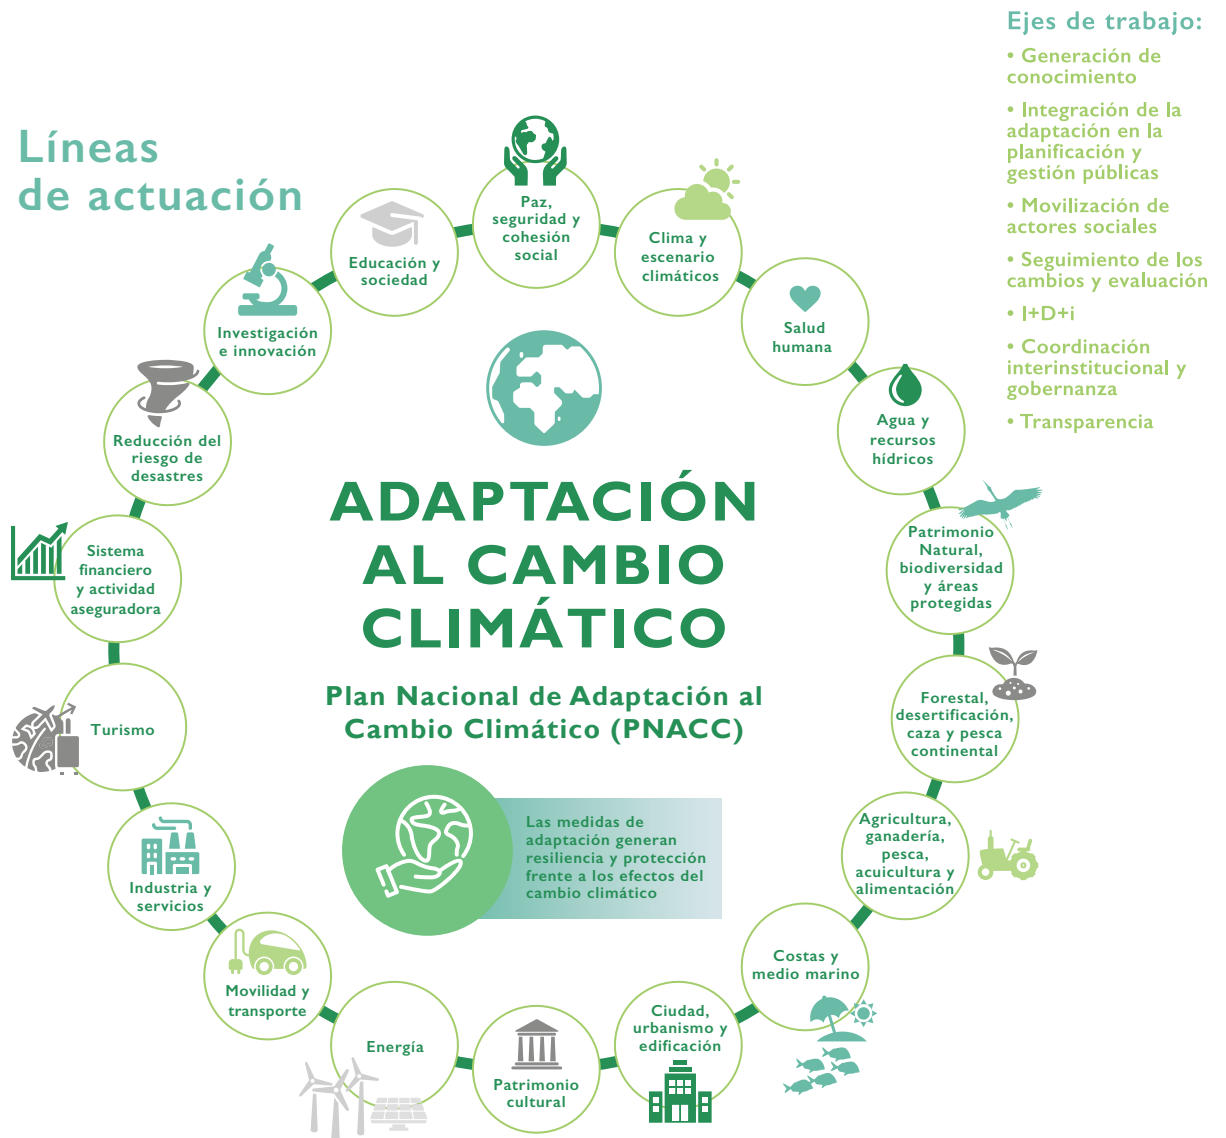 Líneas
de actuación
Ejes de trabajo:
• Generación de
conocimiento
• Integración de la
adaptación en la
planificación y
gestión públicas
• Movilización de
actores sociales
• Seguimiento de los
cambios y evaluación
• I+D+i
• Coordinación
interinstitucional y
gobernanza
• Transparencia
Paz,
seguridad y
cohesión
social
Clima y
escenario
climáticos
Salud
humana
Agua y
recursos
hídricos
Patrimonio
Natural,
biodiversidad
y áreas
protegidas
Forestal,
desertificación,
caza y pesca
continental
Agricultura,
ganadería,
pesca,
acuicultura y
alimentación
Costas y
medio marino
Ciudad,
urbanismo y
edificación
Patrimonio
cultural
Energía
Movilidad y
transporte
Industria y
servicios
Turismo
Sistema
financiero
y actividad
aseguradora
Reducción del
riesgo de
desastres
Investigación
e innovación
Educación y
sociedad
ADAPTACIÓN
AL CAMBIO
CLIMÁTICO
Plan Nacional de Adaptación al
Cambio Climático (PNACC)
Las medidas de
adaptación generan
resiliencia y protección
frente a los efectos del
cambio climático